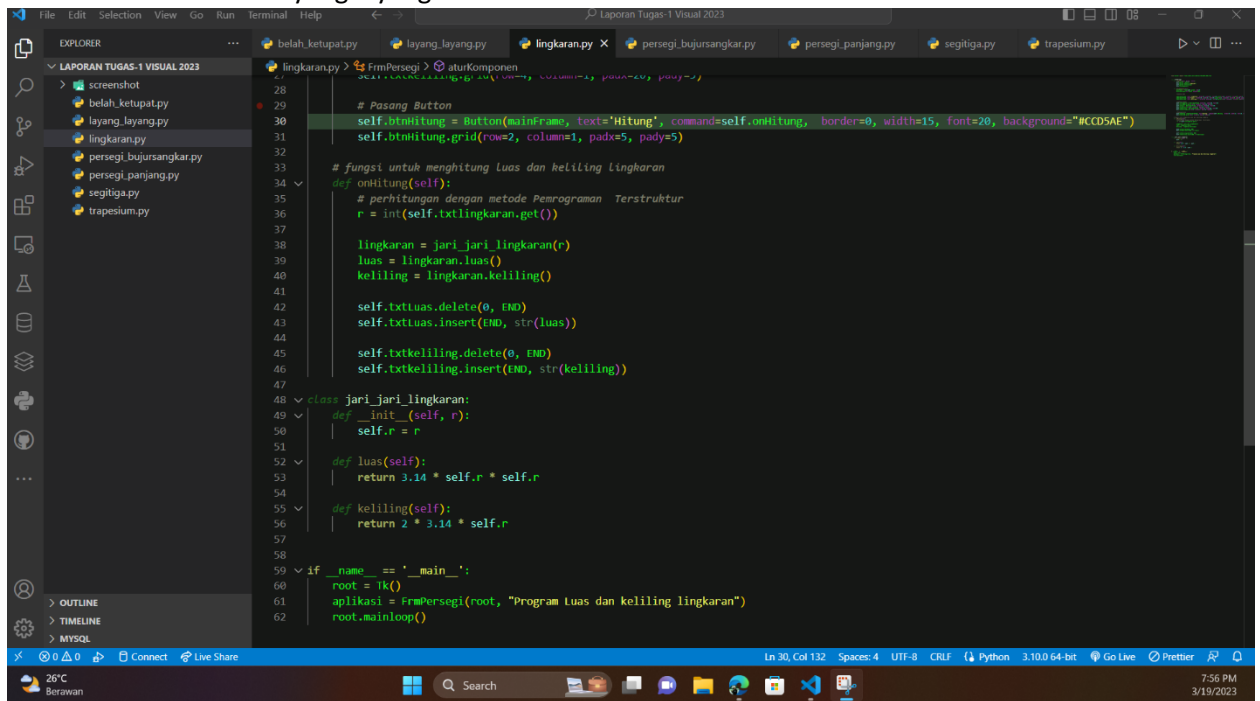 File Edit Selection View Go Run Terminal Help
Laporan Tugas-1 Visual 2023
EXPLORER
LAPORAN TUGAS-1 VISUAL 2023
screenshot
belah_ketupat.py
layang_layang.py
lingkaran.py
persegi_bujursangkar.py
persegi_panjang.py
segitiga.py
trapesium.py
OUTLINE
TIMELINE
MYSQL
belah_ketupat.py layang_layang.py lingkaran.py persegi_bujursangkar.py persegi_panjang.py segitiga.py trapesium.py
lingkaran.py > FrmPersegi > aturKomponen
28
29 # Pasang Button
30 self.btnHitung = Button(mainFrame, text='Hitung', command=self.onHitung, border=0, width=15, font=20, background="#CCD5AE")
31 self.btnHitung.grid(row=2, column=1, padx=5, pady=5)
32
33 # fungsi untuk menghitung luas dan keliling lingkaran
34 def onHitung(self):
35 # perhitungan dengan metode Pemrograman Terstruktur
36 r = int(self.txtlingkaran.get())
37
38 lingkaran = jari_jari_lingkaran(r)
39 luas = lingkaran.luas()
40 keliling = lingkaran.keliling()
41
42 self.txtLuas.delete(0, END)
43 self.txtLuas.insert(END, str(luas))
44
45 self.txtkeliling.delete(0, END)
46 self.txtkeliling.insert(END, str(keliling))
47
48 class jari_jari_lingkaran:
49 def __init__(self, r):
50 self.r = r
51
52 def luas(self):
53 return 3.14 * self.r * self.r
54
55 def keliling(self):
56 return 2 * 3.14 * self.r
57
58
59 if __name__ == '__main__':
60 root = Tk()
61 aplikasi = FrmPersegi(root, "Program Luas dan keliling lingkaran")
62 root.mainloop()
0 0 Connect Live Share Ln 30, Col 132 Spaces: 4 UTF-8 CRLF Python 3.10.0 64-bit Go Live Prettier
26°C
Berawan
Search
7:56 PM
3/19/2023